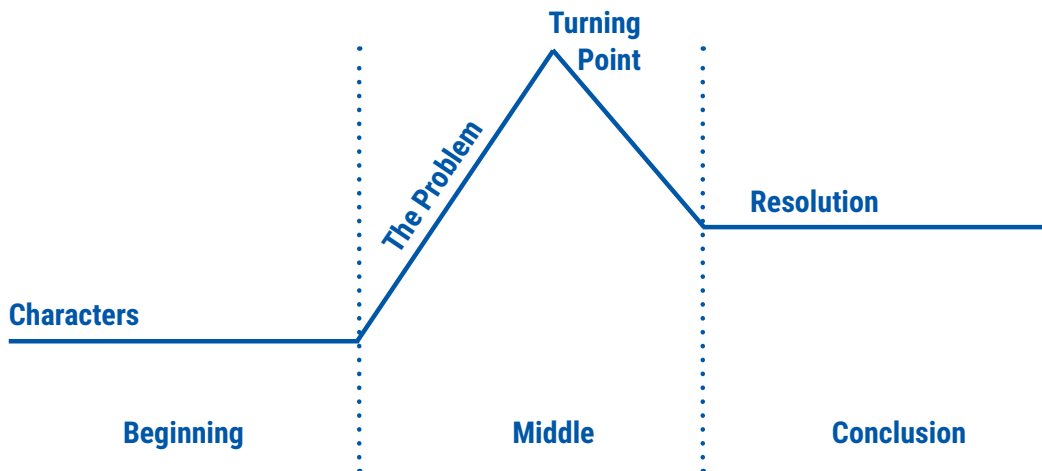 Turning
Point
The Problem
Resolution
Characters
Beginning
Middle
Conclusion